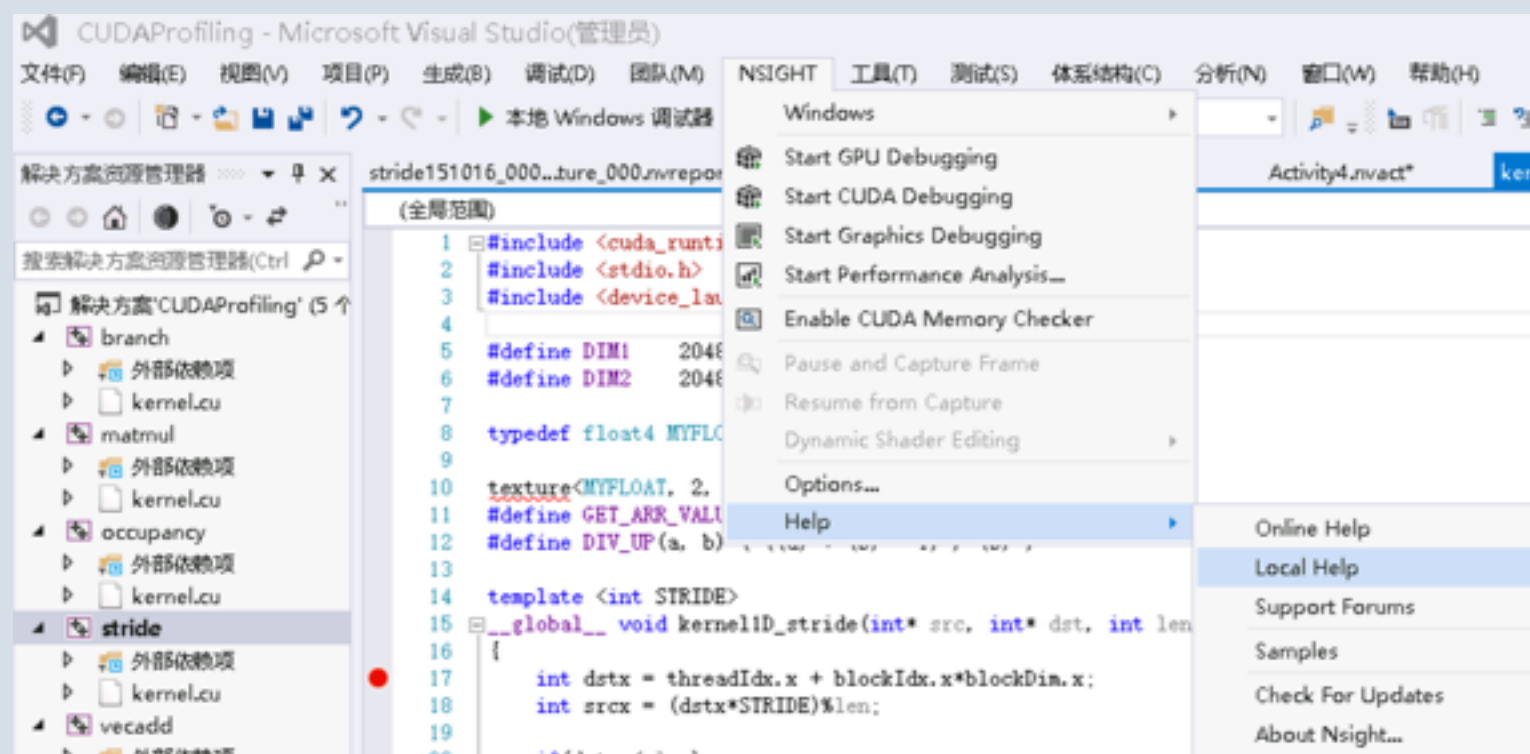 CUDAProfiling - Microsoft Visual Studio(管理员)
文件(F) 编辑(E) 视图(V) 项目(P) 生成(B) 调试(D) 团队(M) NSIGHT 工具(T) 测试(S) 体系结构(C) 分析(N) 窗口(W) 帮助(H)
本地 Windows 调试器
Windows
Start GPU Debugging
Start CUDA Debugging
Start Graphics Debugging
Start Performance Analysis...
Enable CUDA Memory Checker
Pause and Capture Frame
Resume from Capture
Dynamic Shader Editing
Options...
Help
Online Help
Local Help
Support Forums
Samples
Check For Updates
About Nsight...
解决方案资源管理器
搜索解决方案资源管理器(Ctrl
解决方案'CUDAProfiling' (5 个
branch
外部依赖项
kernel.cu
matmul
外部依赖项
kernel.cu
occupancy
外部依赖项
kernel.cu
stride
外部依赖项
kernel.cu
vecadd
外部依赖项
stride151016_000...ture_000.nvrepor
Activity4.nvact*
ker
(全局范围)
1 #include <cuda_runti
2 #include <stdio.h>
3 #include <device_lau
4
5 #define DIM1 2048
6 #define DIM2 2048
7
8 typedef float4 MYFLO
9
10 texture<MYFLOAT, 2,
11 #define GET_ARR_VALU
12 #define DIV_UP(a, b)
13
14 template <int STRIDE>
15 __global__ void kernel1D_stride(int* src, int* dst, int len
16 {
17 int dstx = threadIdx.x + blockIdx.x*blockDim.x;
18 int srcx = (dstx*STRIDE)%len;
19